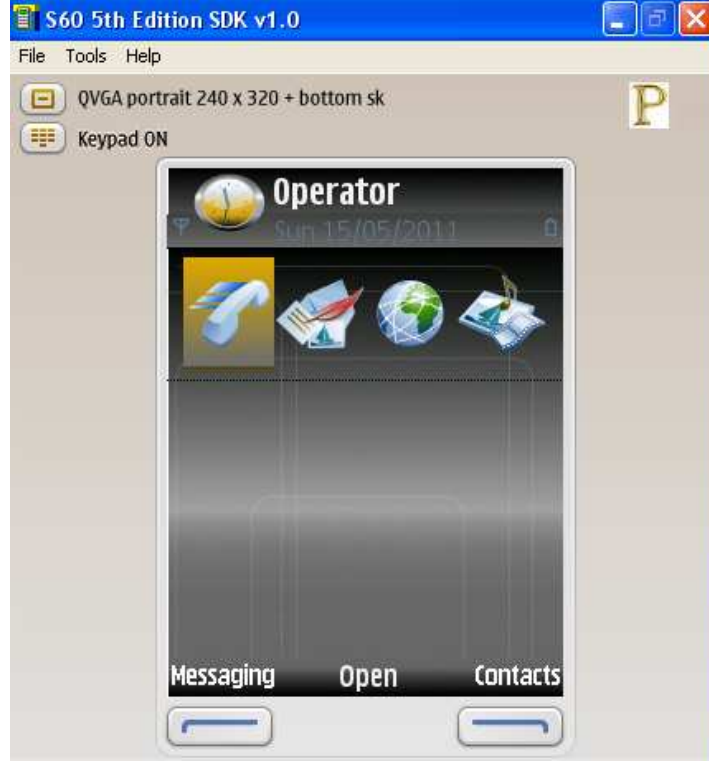 S60 5th Edition SDK v1.0
File Tools Help
QVGA portrait 240 x 320 + bottom sk
P
Keypad ON
Operator
Sun 15/05/2011
Messaging Open Contacts